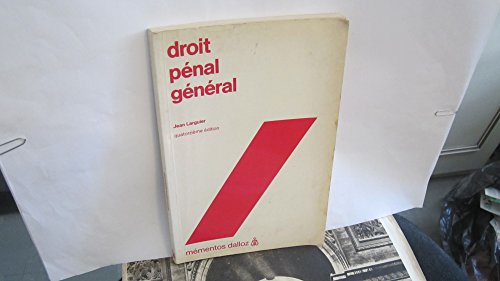 droit
pénal
général
Jean Larguier
quatorzième édition
mémentos dalloz